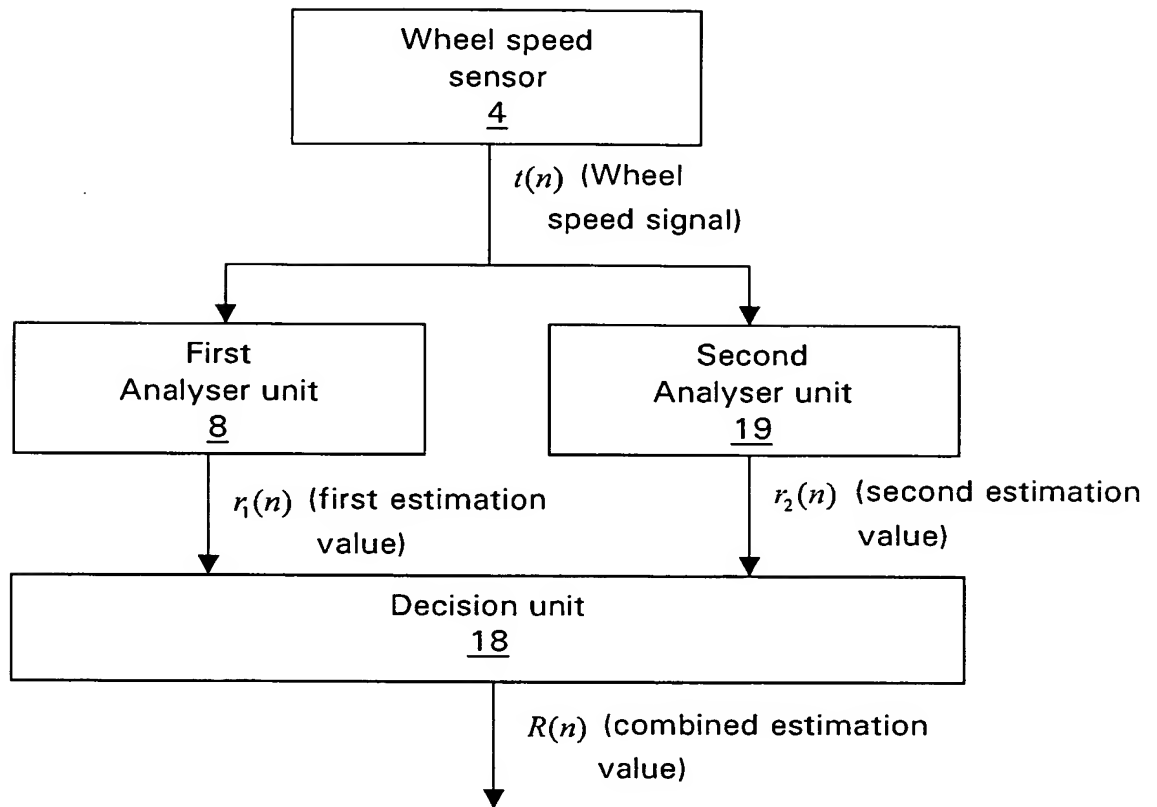 Wheel speed
sensor
4
t(n) (Wheel
speed signal)
First
Analyser unit
8
Second
Analyser unit
19
r₁(n) (first estimation
value)
r₂(n) (second estimation
value)
Decision unit
18
R(n) (combined estimation
value)